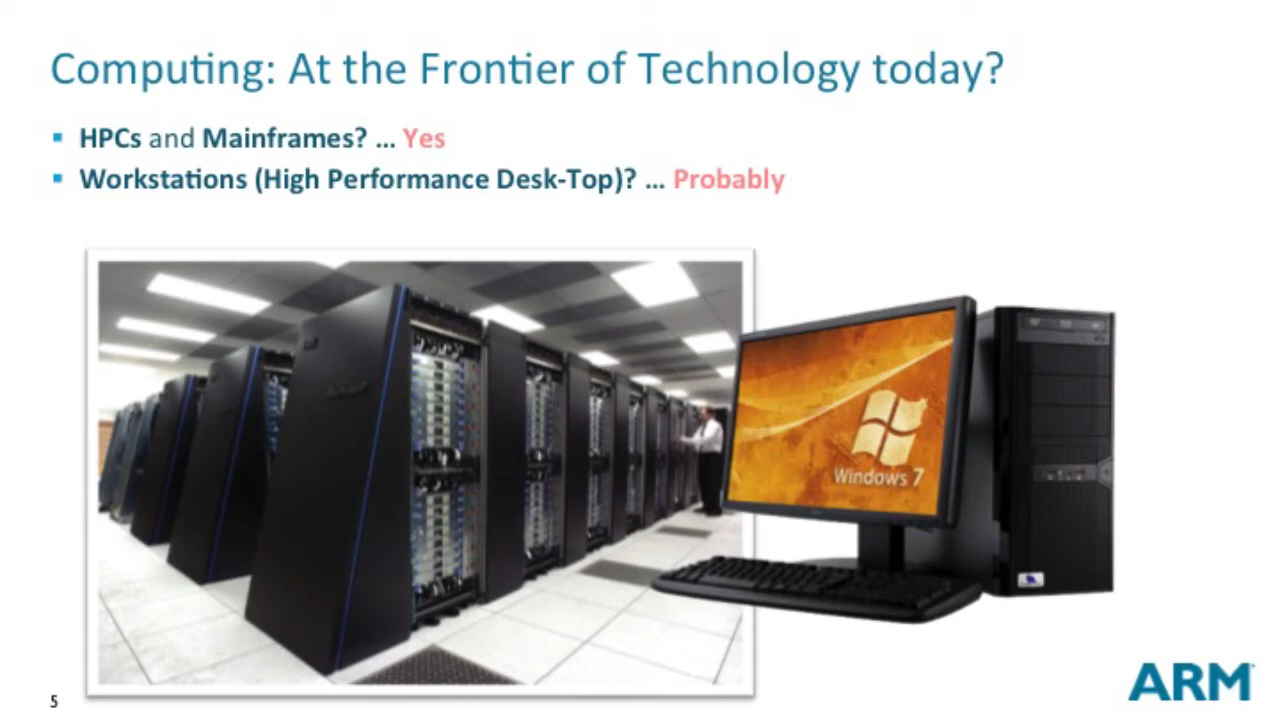 Computing: At the Frontier of Technology today?
▪ HPCs and Mainframes? ... Yes
▪ Workstations (High Performance Desk-Top)? ... Probably
Windows 7
5
ARM